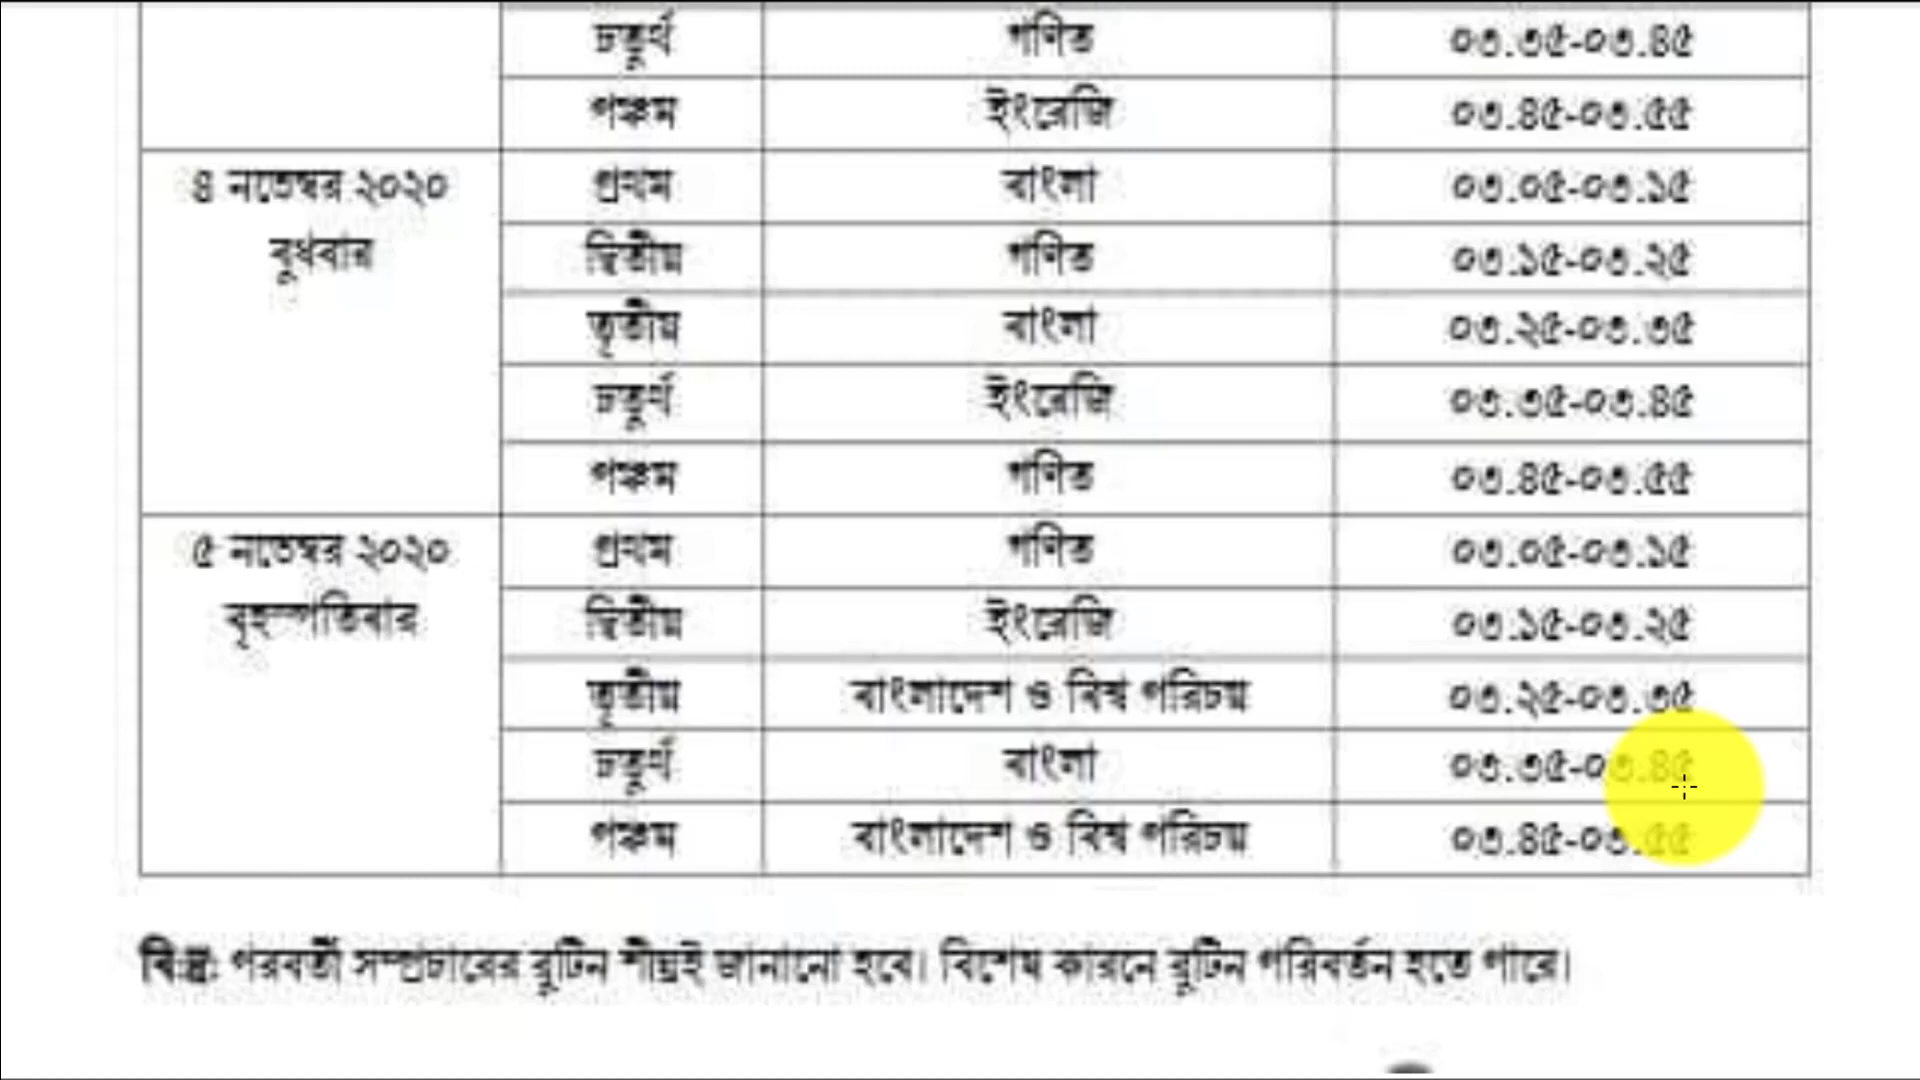 চতুর্থ গণিত ০৩.৩৫-০৩.৪৫
পঞ্চম ইংরেজি ০৩.৪৫-০৩.৫৫
৪ নভেম্বর ২০২০ প্রথম বাংলা ০৩.০৫-০৩.১৫
বুধবার দ্বিতীয় গণিত ০৩.১৫-০৩.২৫
তৃতীয় বাংলা ০৩.২৫-০৩.৩৫
চতুর্থ ইংরেজি ০৩.৩৫-০৩.৪৫
পঞ্চম গণিত ০৩.৪৫-০৩.৫৫
৫ নভেম্বর ২০২০ প্রথম গণিত ০৩.০৫-০৩.১৫
বৃহস্পতিবার দ্বিতীয় ইংরেজি ০৩.১৫-০৩.২৫
তৃতীয় বাংলাদেশ ও বিশ্ব পরিচয় ০৩.২৫-০৩.৩৫
চতুর্থ বাংলা ০৩.৩৫-০৩.৪৫
পঞ্চম বাংলাদেশ ও বিশ্ব পরিচয় ০৩.৪৫-০৩.৫৫
বি:দ্র: পরবর্তী সম্প্রচারের রুটিন শীঘ্রই জানানো হবে। বিশেষ কারনে রুটিন পরিবর্তন হতে পারে।